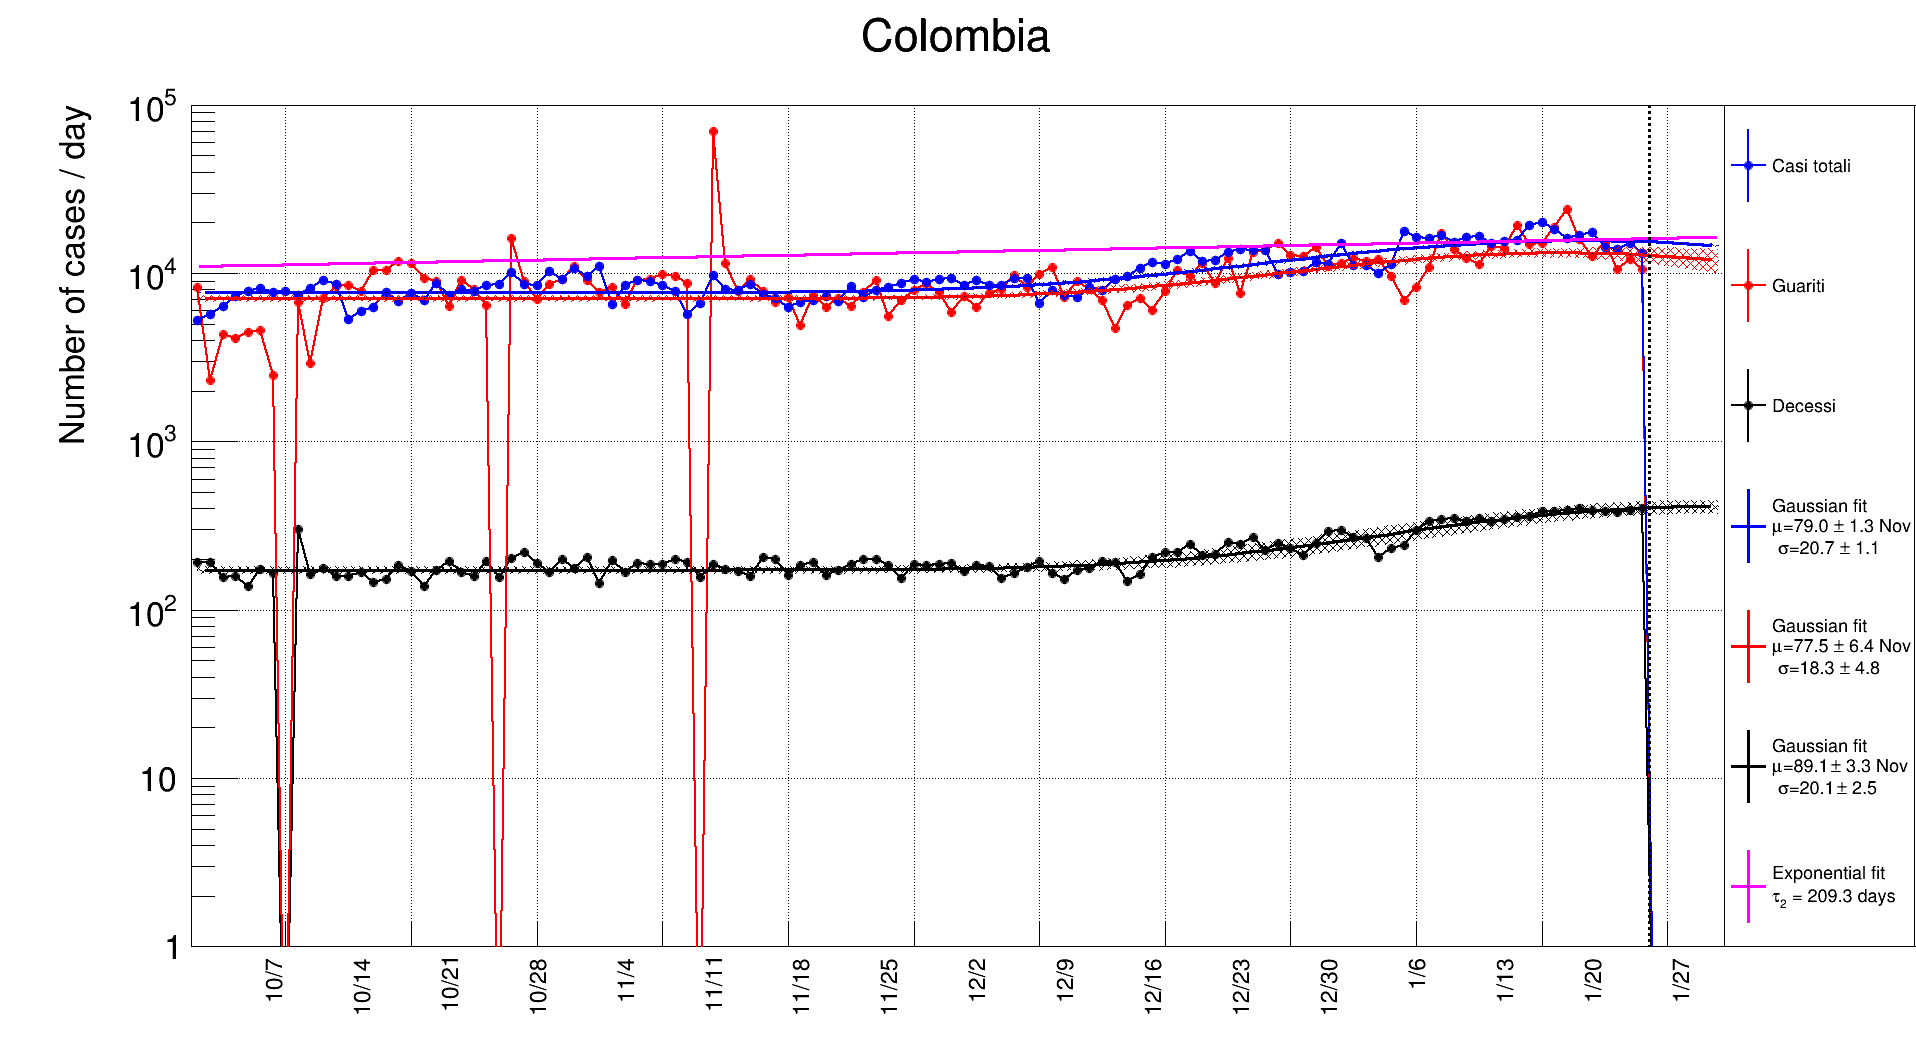 Colombia
Number of cases / day
10^5
10^4
10^3
10^2
10
1
10/7
10/14
10/21
10/28
11/4
11/11
11/18
11/25
12/2
12/9
12/16
12/23
12/30
1/6
1/13
1/20
1/27
Casi totali
Guariti
Decessi
Gaussian fit
μ=79.0 ± 1.3 Nov
σ=20.7 ± 1.1
Gaussian fit
μ=77.5 ± 6.4 Nov
σ=18.3 ± 4.8
Gaussian fit
μ=89.1 ± 3.3 Nov
σ=20.1 ± 2.5
Exponential fit
τ₂ = 209.3 days